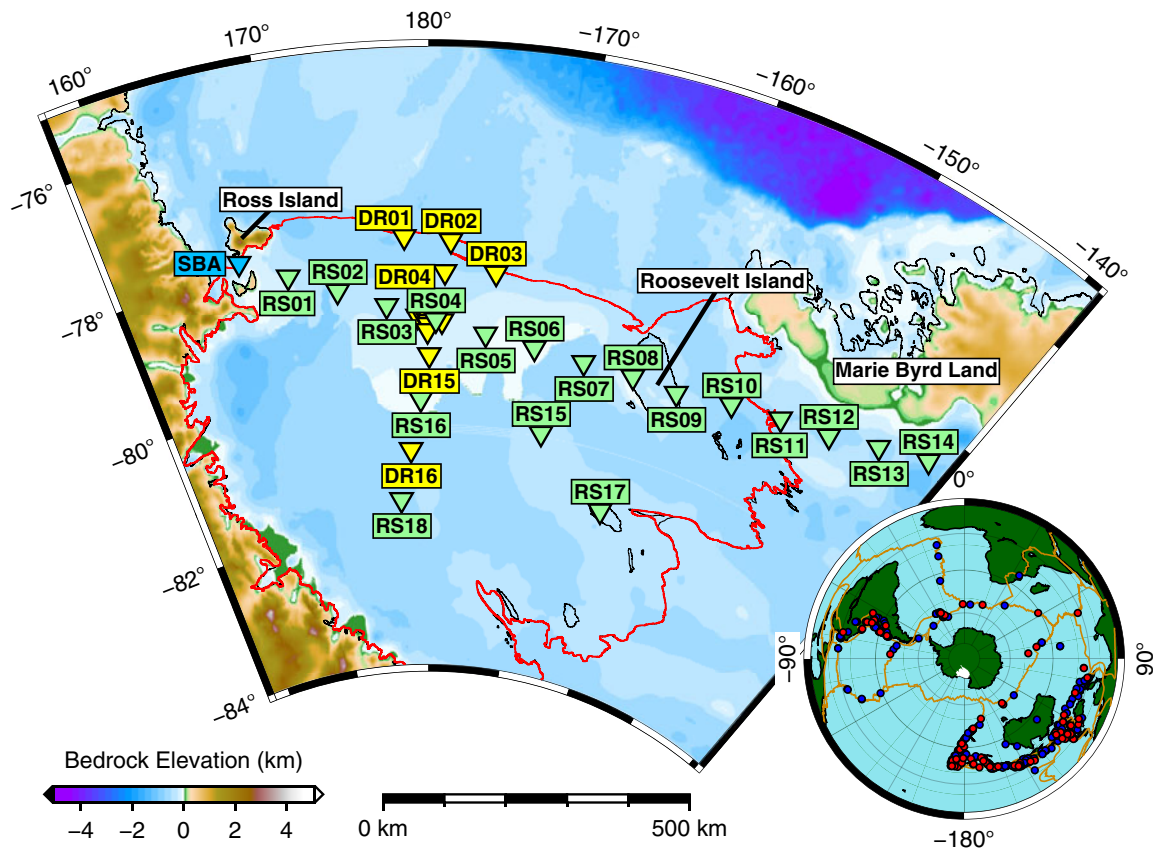 180°
170°
−170°
160°
−160°
−150°
−140°
−76°
−78°
−80°
−82°
−84°
Ross Island
DR01
DR02
DR03
SBA
RS02
DR04
Roosevelt Island
RS01
RS04
RS03
RS06
RS05
RS08
Marie Byrd Land
DR15
RS07
RS10
RS09
RS15
RS12
RS16
RS11
RS14
RS13
DR16
RS17
RS18
0°
−90°
90°
−180°
Bedrock Elevation (km)
−4 −2 0 2 4
0 km 500 km